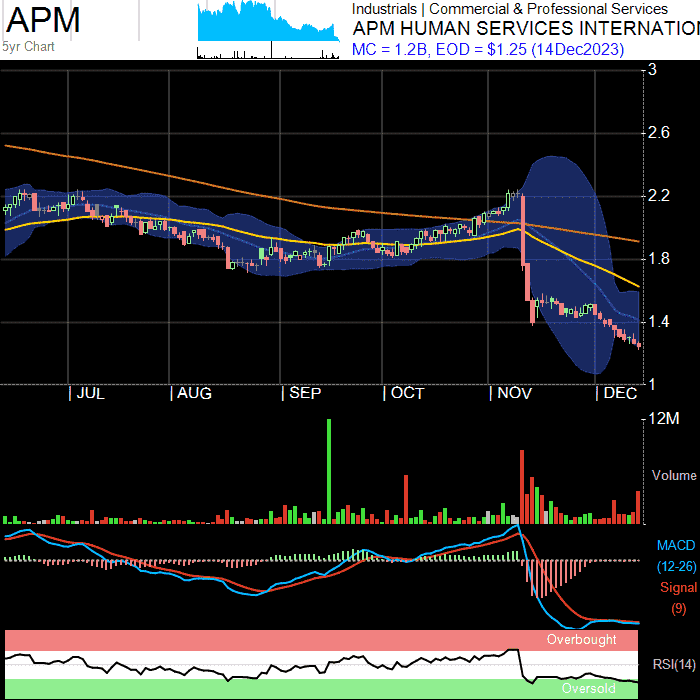 APM
5yr Chart
Industrials | Commercial & Professional Services
APM HUMAN SERVICES INTERNATIO
MC = 1.2B, EOD = $1.25 (14Dec2023)
3
2.6
2.2
1.8
1.4
1
JUL AUG SEP OCT NOV DEC
12M
Volume
MACD
(12-26)
Signal
(9)
Overbought
RSI(14)
Oversold